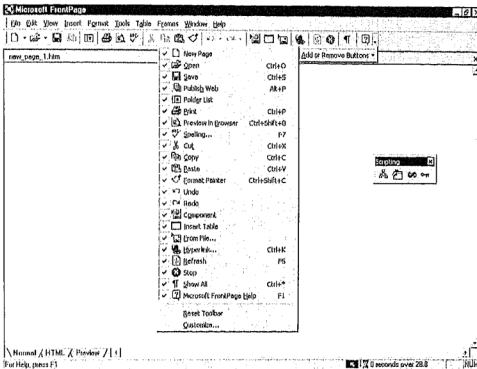 Microsoft FrontPage
File Edit View Insert Format Tools Table Frames Window Help
Add or Remove Buttons
new_page_1.htm
New Page
Open Ctrl+O
Save Ctrl+S
Publish Web Alt+P
Folder List
Print Ctrl+P
Preview in Browser Ctrl+Shift+B
Spelling... F7
Cut Ctrl+X
Copy Ctrl+C
Paste Ctrl+V
Format Painter Ctrl+Shift+C
Undo
Redo
Component
Insert Table
From File...
Hyperlink... Ctrl+K
Refresh F5
Stop
Show All Ctrl+*
Microsoft FrontPage Help F1
Reset Toolbar
Customize...
Scripting
Normal HTML Preview
For Help, press F1
0 seconds over 28.8
NUM